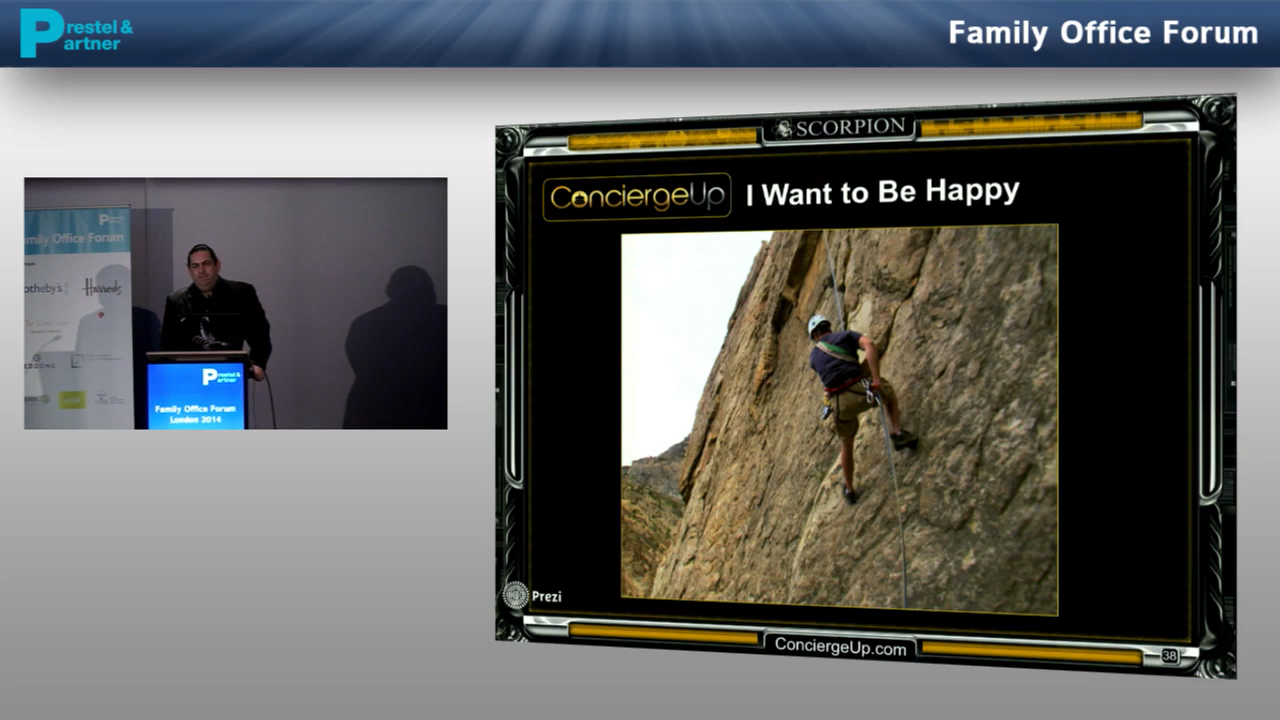 Prestel &
Partner
Family Office Forum
SCORPION
ConciergeUp
I Want to Be Happy
Prezi
ConciergeUp.com
38
Family Office Forum
Harrods
Prestel &
Partner
Family Office Forum
London 2014